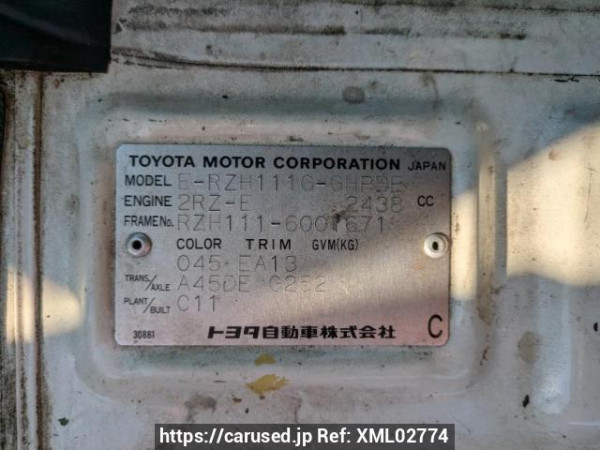 TOYOTA MOTOR CORPORATION JAPAN
MODEL E-RZH111G-GHPDE
ENGINE 2RZ-E 2438 CC
FRAME No. RZH111-6001671
COLOR TRIM GVM(KG)
045 EA13
TRANS./AXLE A45DE G252
PLANT/BUILT C11
30881 トヨタ自動車株式会社 C
https://carused.jp Ref: XML02774